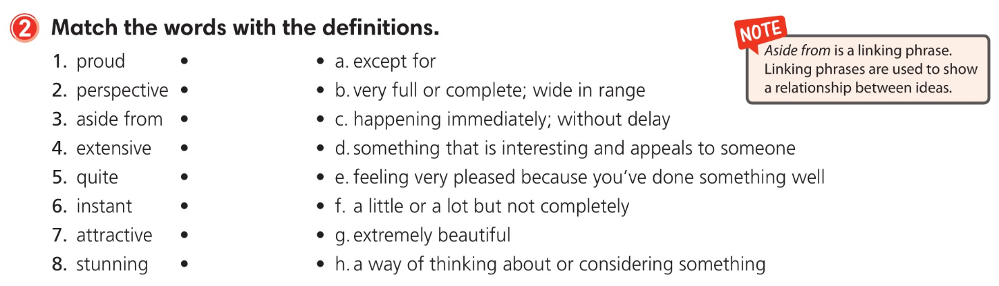 2 Match the words with the definitions.
NOTE
Aside from is a linking phrase.
Linking phrases are used to show
a relationship between ideas.
1. proud • • a. except for
2. perspective • • b. very full or complete; wide in range
3. aside from • • c. happening immediately; without delay
4. extensive • • d. something that is interesting and appeals to someone
5. quite • • e. feeling very pleased because you've done something well
6. instant • • f. a little or a lot but not completely
7. attractive • • g. extremely beautiful
8. stunning • • h. a way of thinking about or considering something